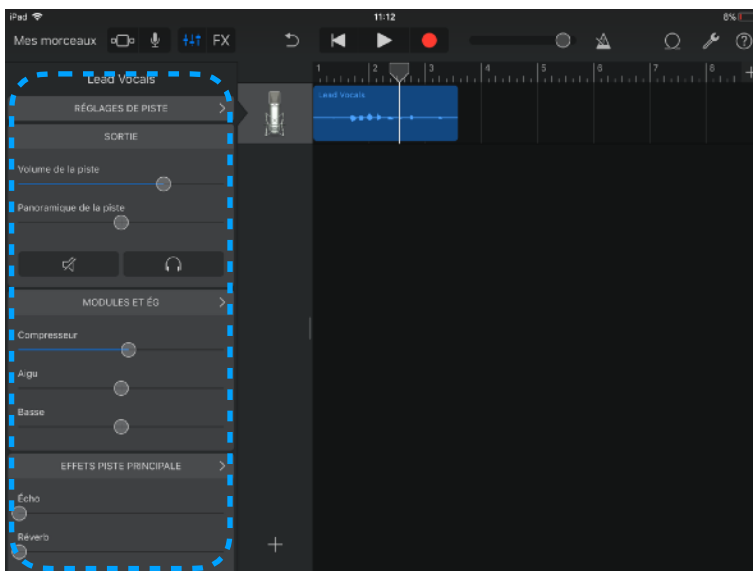 iPad 11:12 8%
Mes morceaux FX
1 2 3 4 5 6 7 8
Lead Vocals
Lead Vocals
RÉGLAGES DE PISTE
SORTIE
Volume de la piste
Panoramique de la piste
MODULES ET ÉG
Compresseur
Aigu
Basse
EFFETS PISTE PRINCIPALE
Écho
Réverb